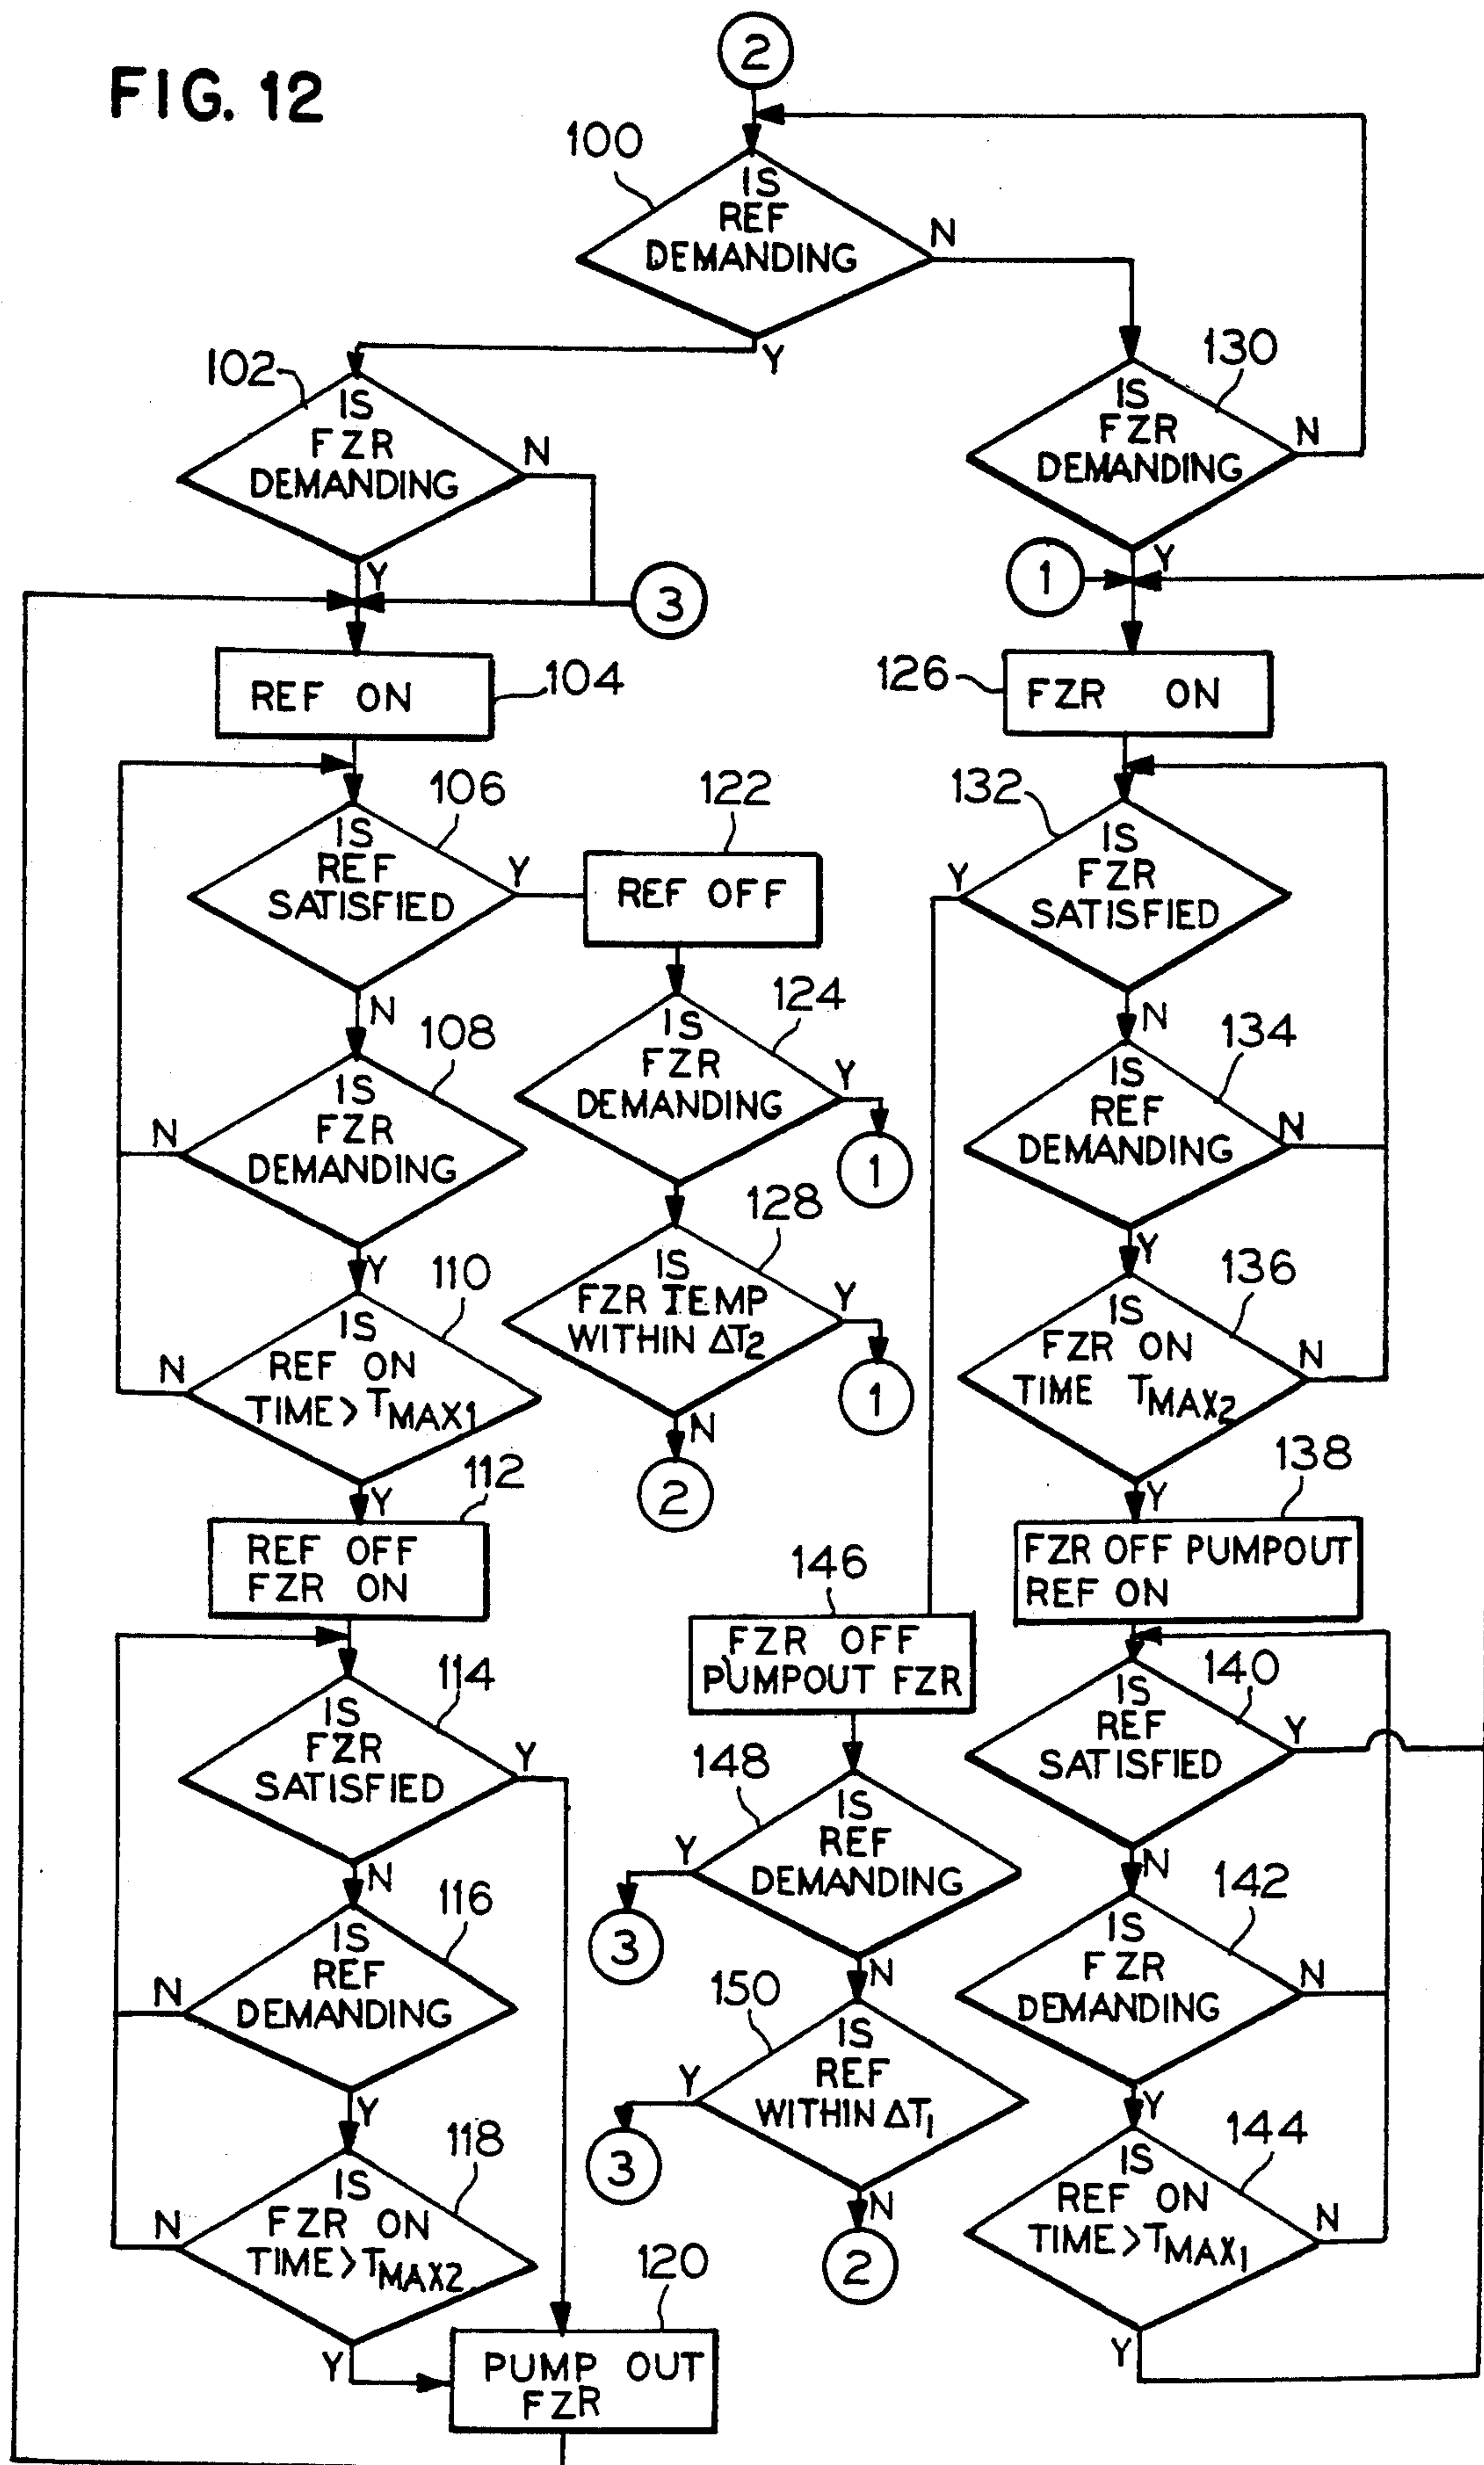 FIG. 12
2
100
IS
REF
DEMANDING
N
Y
102
IS
FZR
DEMANDING
N
Y
130
IS
FZR
DEMANDING
N
Y
3
1
REF ON
104
126
FZR ON
106
IS
REF
SATISFIED
Y
N
122
REF OFF
132
IS
FZR
SATISFIED
Y
N
108
IS
FZR
DEMANDING
N
Y
124
IS
FZR
DEMANDING
Y
1
134
IS
REF
DEMANDING
N
Y
110
IS
REF ON
TIME > TMAX1
N
Y
128
IS
FZR TEMP
WITHIN ΔT2
Y
1
N
2
136
IS
FZR ON
TIME TMAX2
N
Y
112
REF OFF
FZR ON
138
FZR OFF PUMPOUT
REF ON
146
FZR OFF
PUMPOUT FZR
114
IS
FZR
SATISFIED
Y
N
148
IS
REF
DEMANDING
Y
3
N
140
IS
REF
SATISFIED
Y
N
116
IS
REF
DEMANDING
N
Y
150
IS
REF
WITHIN ΔT1
Y
3
N
2
142
IS
FZR
DEMANDING
N
Y
118
IS
FZR ON
TIME > TMAX2
N
Y
144
IS
REF ON
TIME > TMAX1
N
Y
120
PUMP OUT
FZR